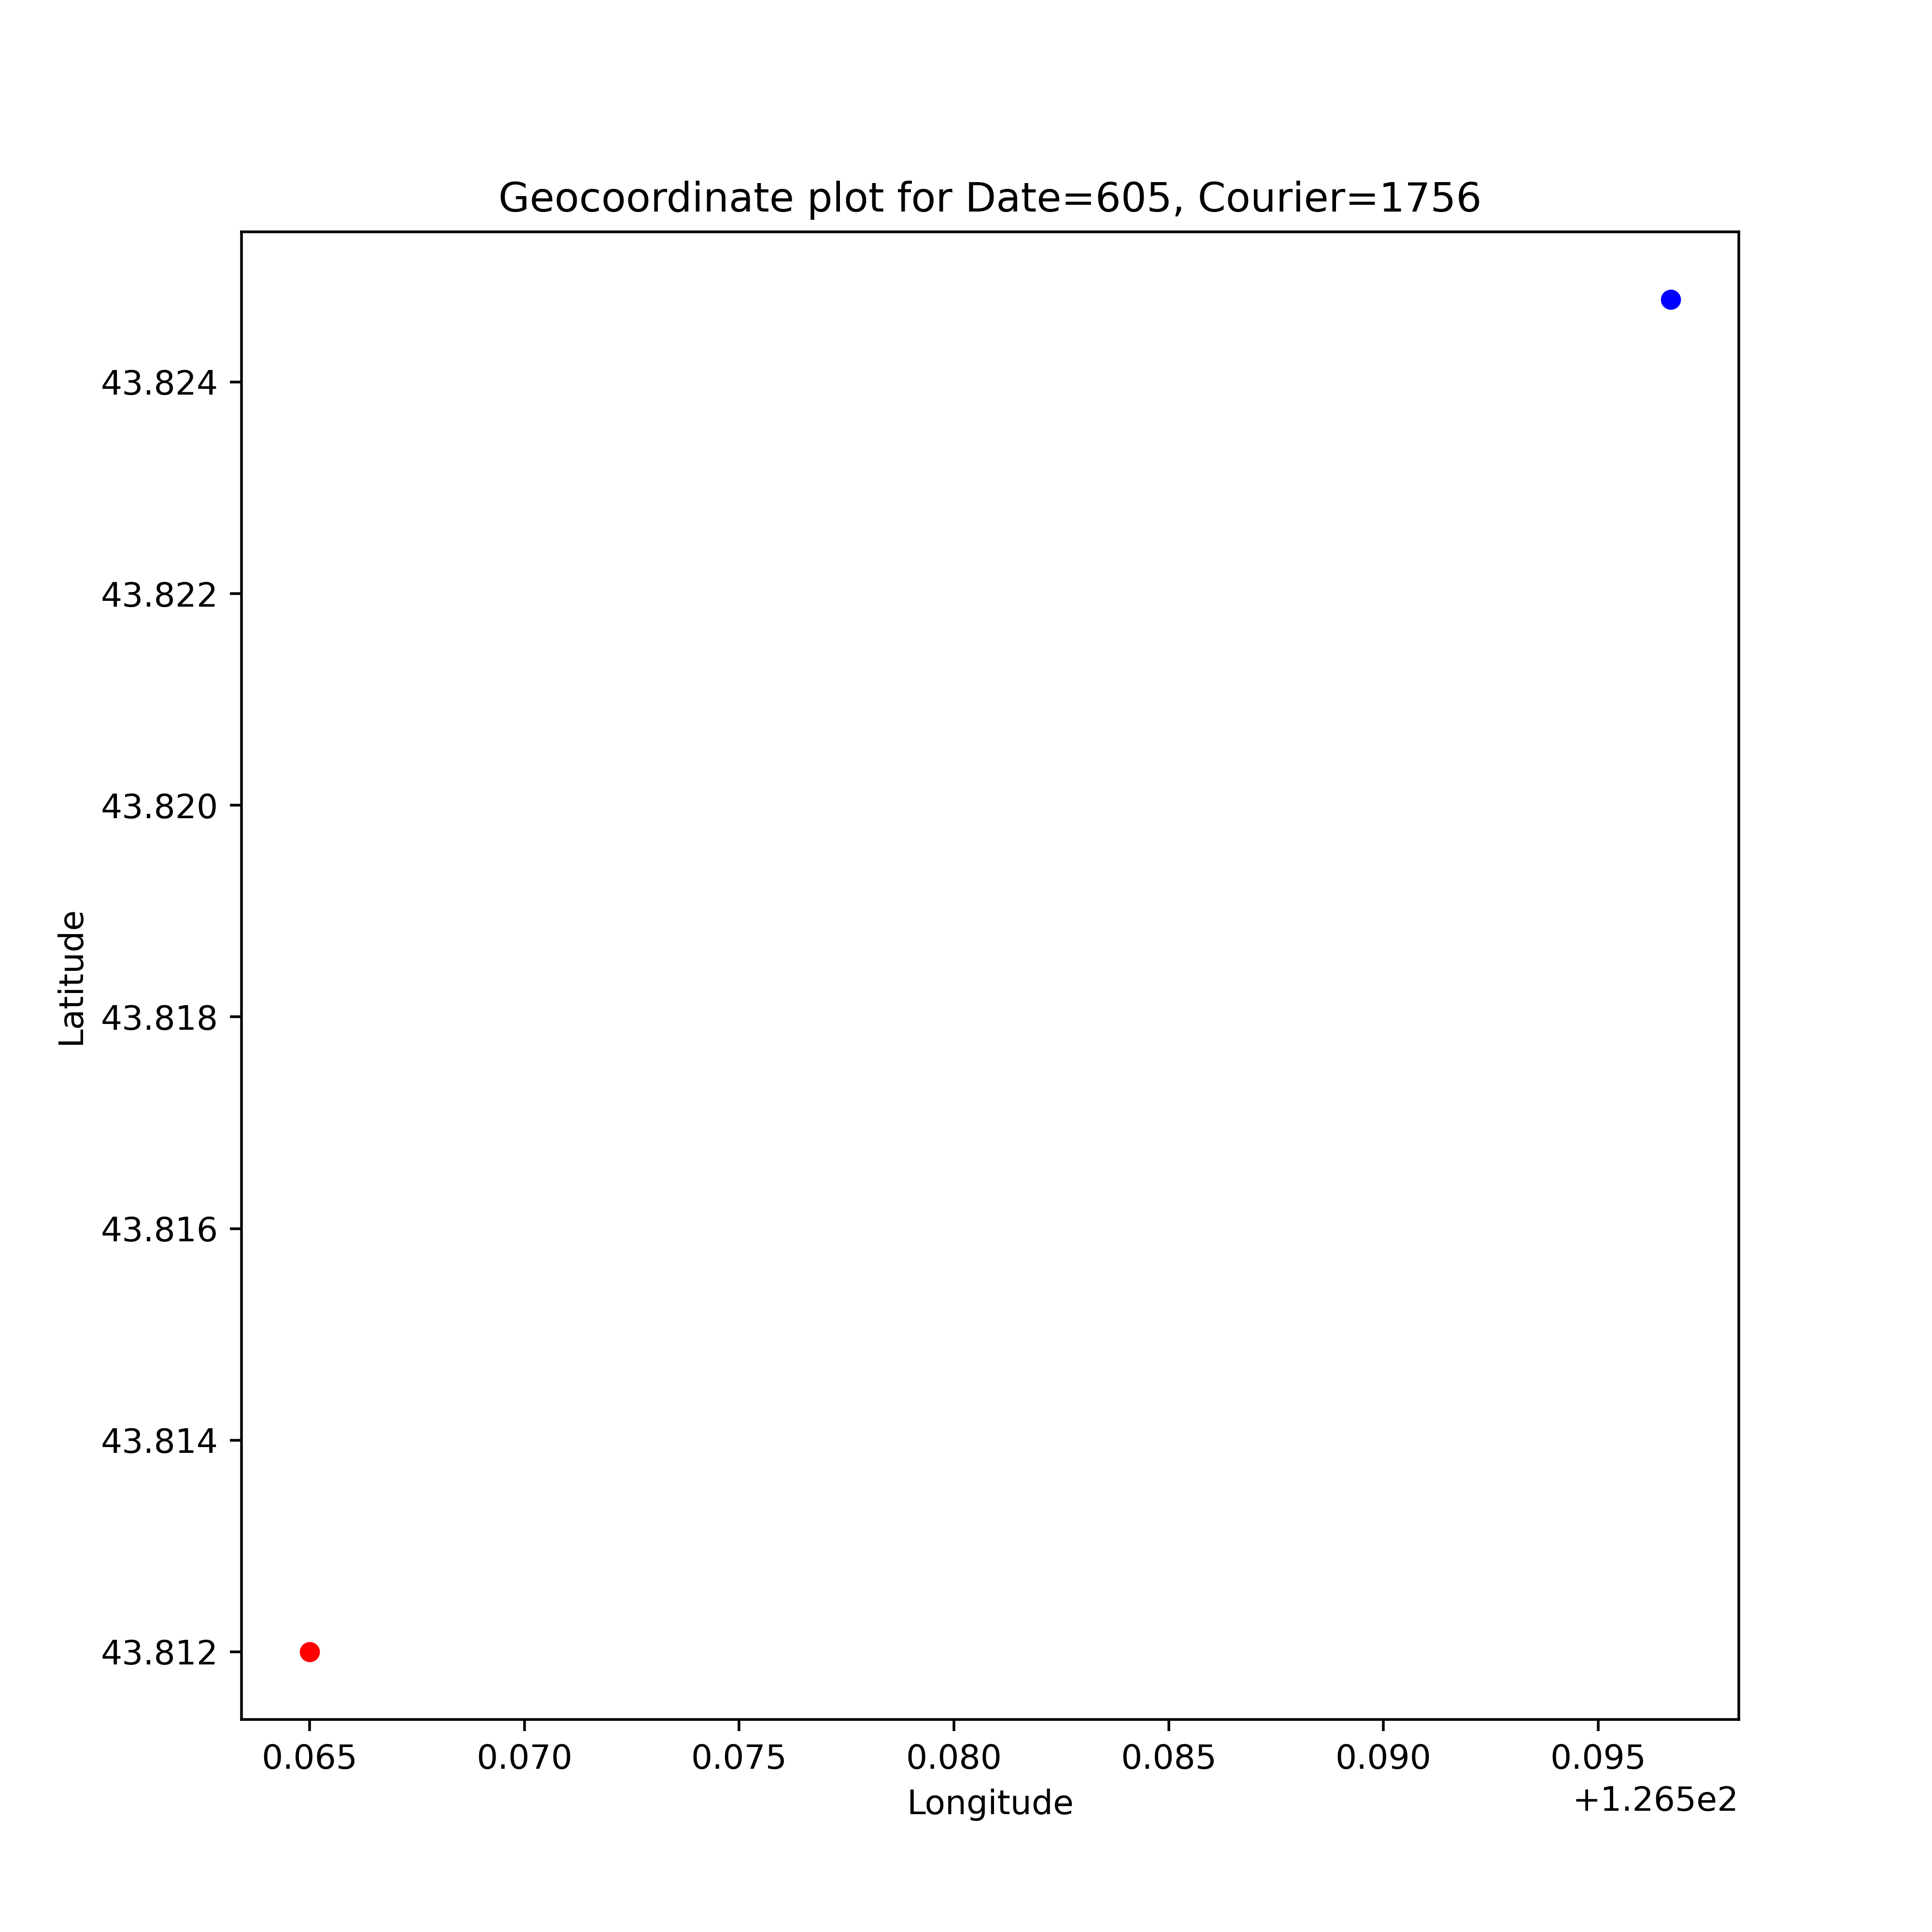 Geocoordinate plot for Date=605, Courier=1756
43.824
43.822
43.820
43.818
43.816
43.814
43.812
Latitude
0.065 0.070 0.075 0.080 0.085 0.090 0.095
Longitude
+1.265e2